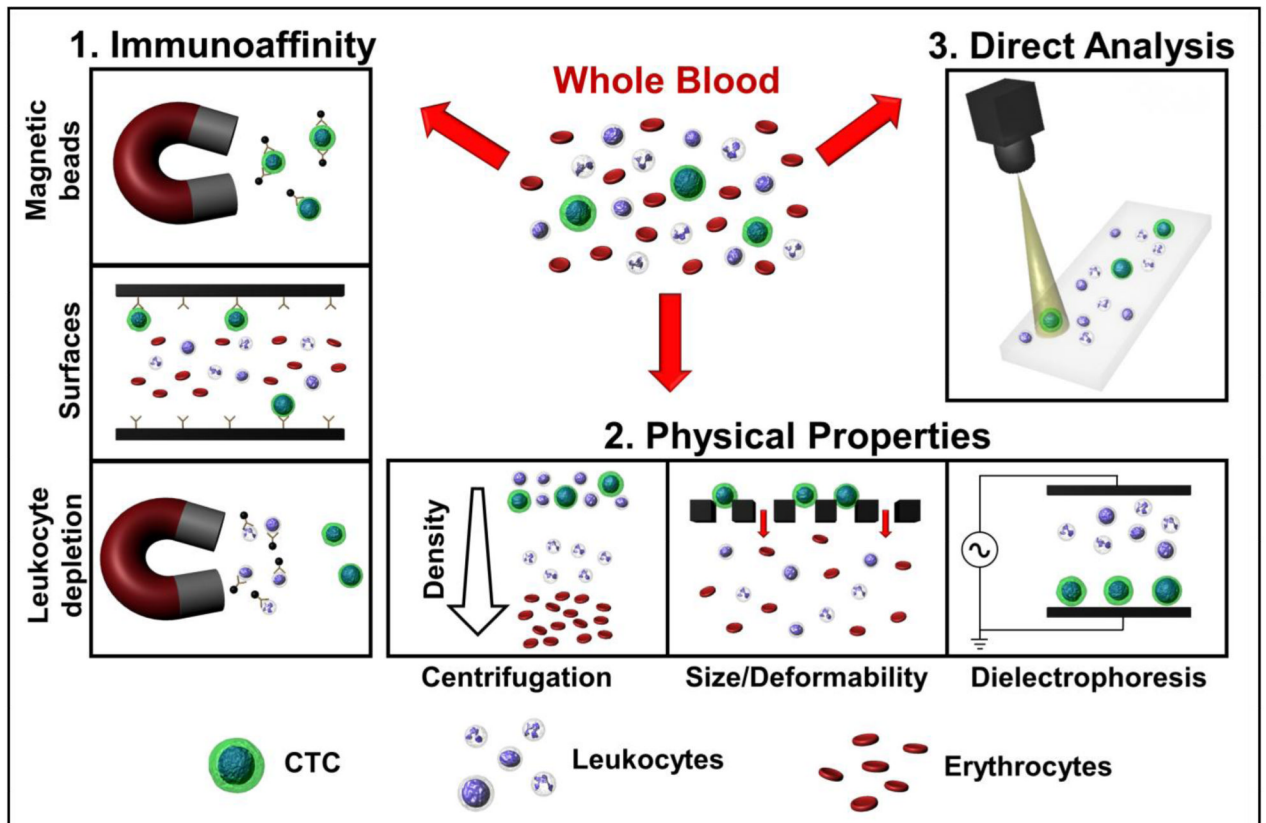 1. Immunoaffinity
Magnetic
beads
Surfaces
Leukocyte
depletion
Whole Blood
3. Direct Analysis
2. Physical Properties
Density
Centrifugation
Size/Deformability
Dielectrophoresis
CTC
Leukocytes
Erythrocytes